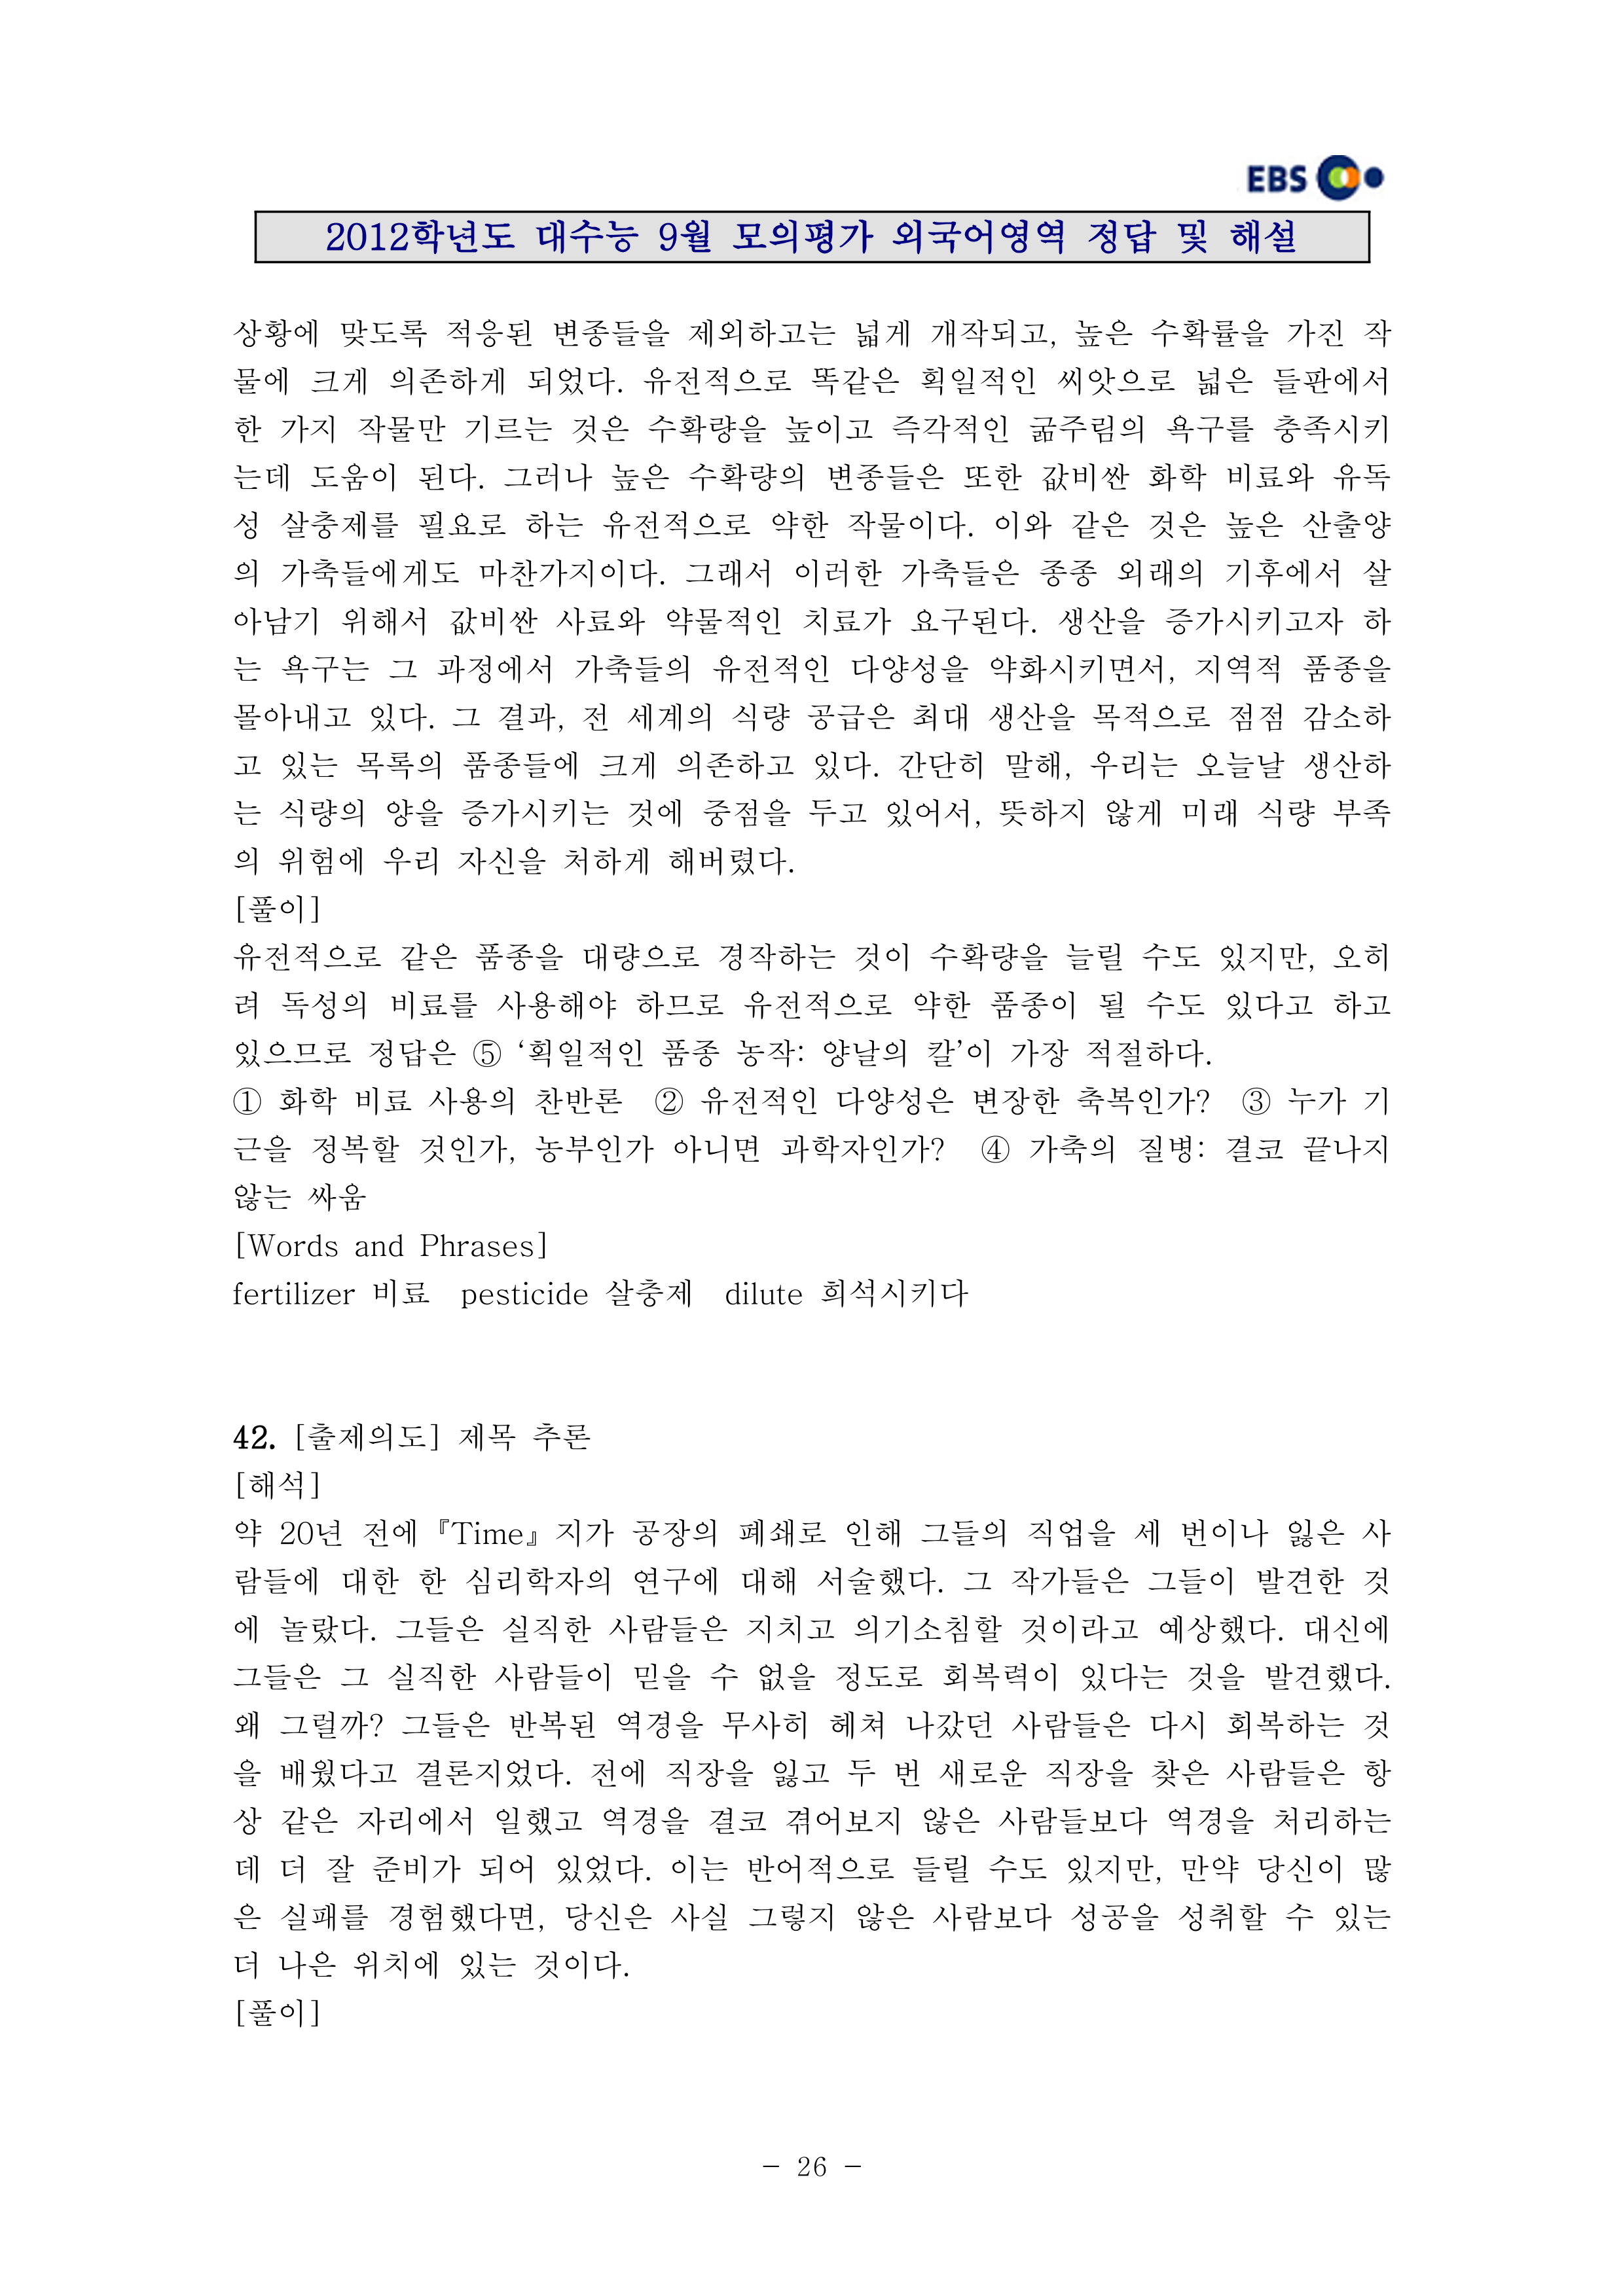 EBS
2012학년도 대수능 9월 모의평가 외국어영역 정답 및 해설
상황에 맞도록 적응된 변종들을 제외하고는 넓게 개작되고, 높은 수확률을 가진 작
물에 크게 의존하게 되었다. 유전적으로 똑같은 획일적인 씨앗으로 넓은 들판에서
한 가지 작물만 기르는 것은 수확량을 높이고 즉각적인 굶주림의 욕구를 충족시키
는데 도움이 된다. 그러나 높은 수확량의 변종들은 또한 값비싼 화학 비료와 유독
성 살충제를 필요로 하는 유전적으로 약한 작물이다. 이와 같은 것은 높은 산출양
의 가축들에게도 마찬가지이다. 그래서 이러한 가축들은 종종 외래의 기후에서 살
아남기 위해서 값비싼 사료와 약물적인 치료가 요구된다. 생산을 증가시키고자 하
는 욕구는 그 과정에서 가축들의 유전적인 다양성을 약화시키면서, 지역적 품종을
몰아내고 있다. 그 결과, 전 세계의 식량 공급은 최대 생산을 목적으로 점점 감소하
고 있는 목록의 품종들에 크게 의존하고 있다. 간단히 말해, 우리는 오늘날 생산하
는 식량의 양을 증가시키는 것에 중점을 두고 있어서, 뜻하지 않게 미래 식량 부족
의 위험에 우리 자신을 처하게 해버렸다.
[풀이]
유전적으로 같은 품종을 대량으로 경작하는 것이 수확량을 늘릴 수도 있지만, 오히
려 독성의 비료를 사용해야 하므로 유전적으로 약한 품종이 될 수도 있다고 하고
있으므로 정답은 ⑤ ‘획일적인 품종 농작: 양날의 칼’이 가장 적절하다.
① 화학 비료 사용의 찬반론 ② 유전적인 다양성은 변장한 축복인가? ③ 누가 기
근을 정복할 것인가, 농부인가 아니면 과학자인가? ④ 가축의 질병: 결코 끝나지
않는 싸움
[Words and Phrases]
fertilizer 비료 pesticide 살충제 dilute 희석시키다
42. [출제의도] 제목 추론
[해석]
약 20년 전에『Time』지가 공장의 폐쇄로 인해 그들의 직업을 세 번이나 잃은 사
람들에 대한 한 심리학자의 연구에 대해 서술했다. 그 작가들은 그들이 발견한 것
에 놀랐다. 그들은 실직한 사람들은 지치고 의기소침할 것이라고 예상했다. 대신에
그들은 그 실직한 사람들이 믿을 수 없을 정도로 회복력이 있다는 것을 발견했다.
왜 그럴까? 그들은 반복된 역경을 무사히 헤쳐 나갔던 사람들은 다시 회복하는 것
을 배웠다고 결론지었다. 전에 직장을 잃고 두 번 새로운 직장을 찾은 사람들은 항
상 같은 자리에서 일했고 역경을 결코 겪어보지 않은 사람들보다 역경을 처리하는
데 더 잘 준비가 되어 있었다. 이는 반어적으로 들릴 수도 있지만, 만약 당신이 많
은 실패를 경험했다면, 당신은 사실 그렇지 않은 사람보다 성공을 성취할 수 있는
더 나은 위치에 있는 것이다.
[풀이]
- 26 -